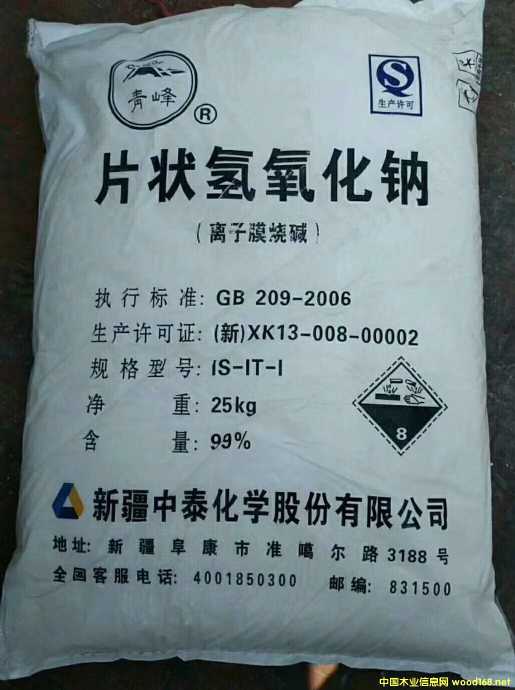 青峰
®
生产许可
片状氢氧化钠
(离子膜烧碱)
执行标准: GB 209-2006
生产许可证: (新)XK13-008-00002
规格型号: IS-IT-I
净 重: 25kg
含 量: 99%
8
新疆中泰化学股份有限公司
地址: 新疆阜康市准噶尔路3188号
全国客服电话: 4001850300 邮编: 831500
中国木业信息网 wood168.net